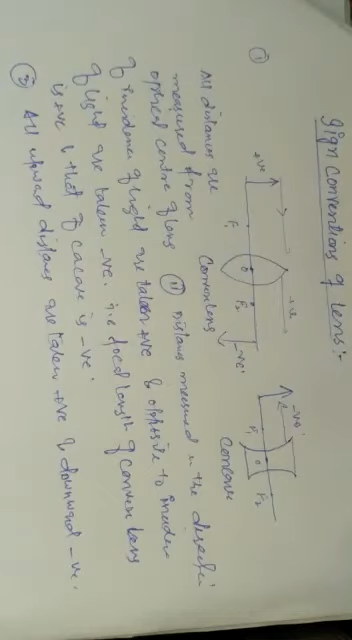 Sign Conventions of lens:-
+ve
+ve
-ve
-ve
F1
O
F2
F1
O
F2
Convex lens
Concave
(I)
All distances are
measured from
optical centre of lens (II) Distances measured in the
of incidence of light are taken +ve & opposite to
of light are taken -ve. i.e focal length of convex lens
is +ve & that of cacave is -ve.
(III) All upward distances are taken +ve & downward -ve.